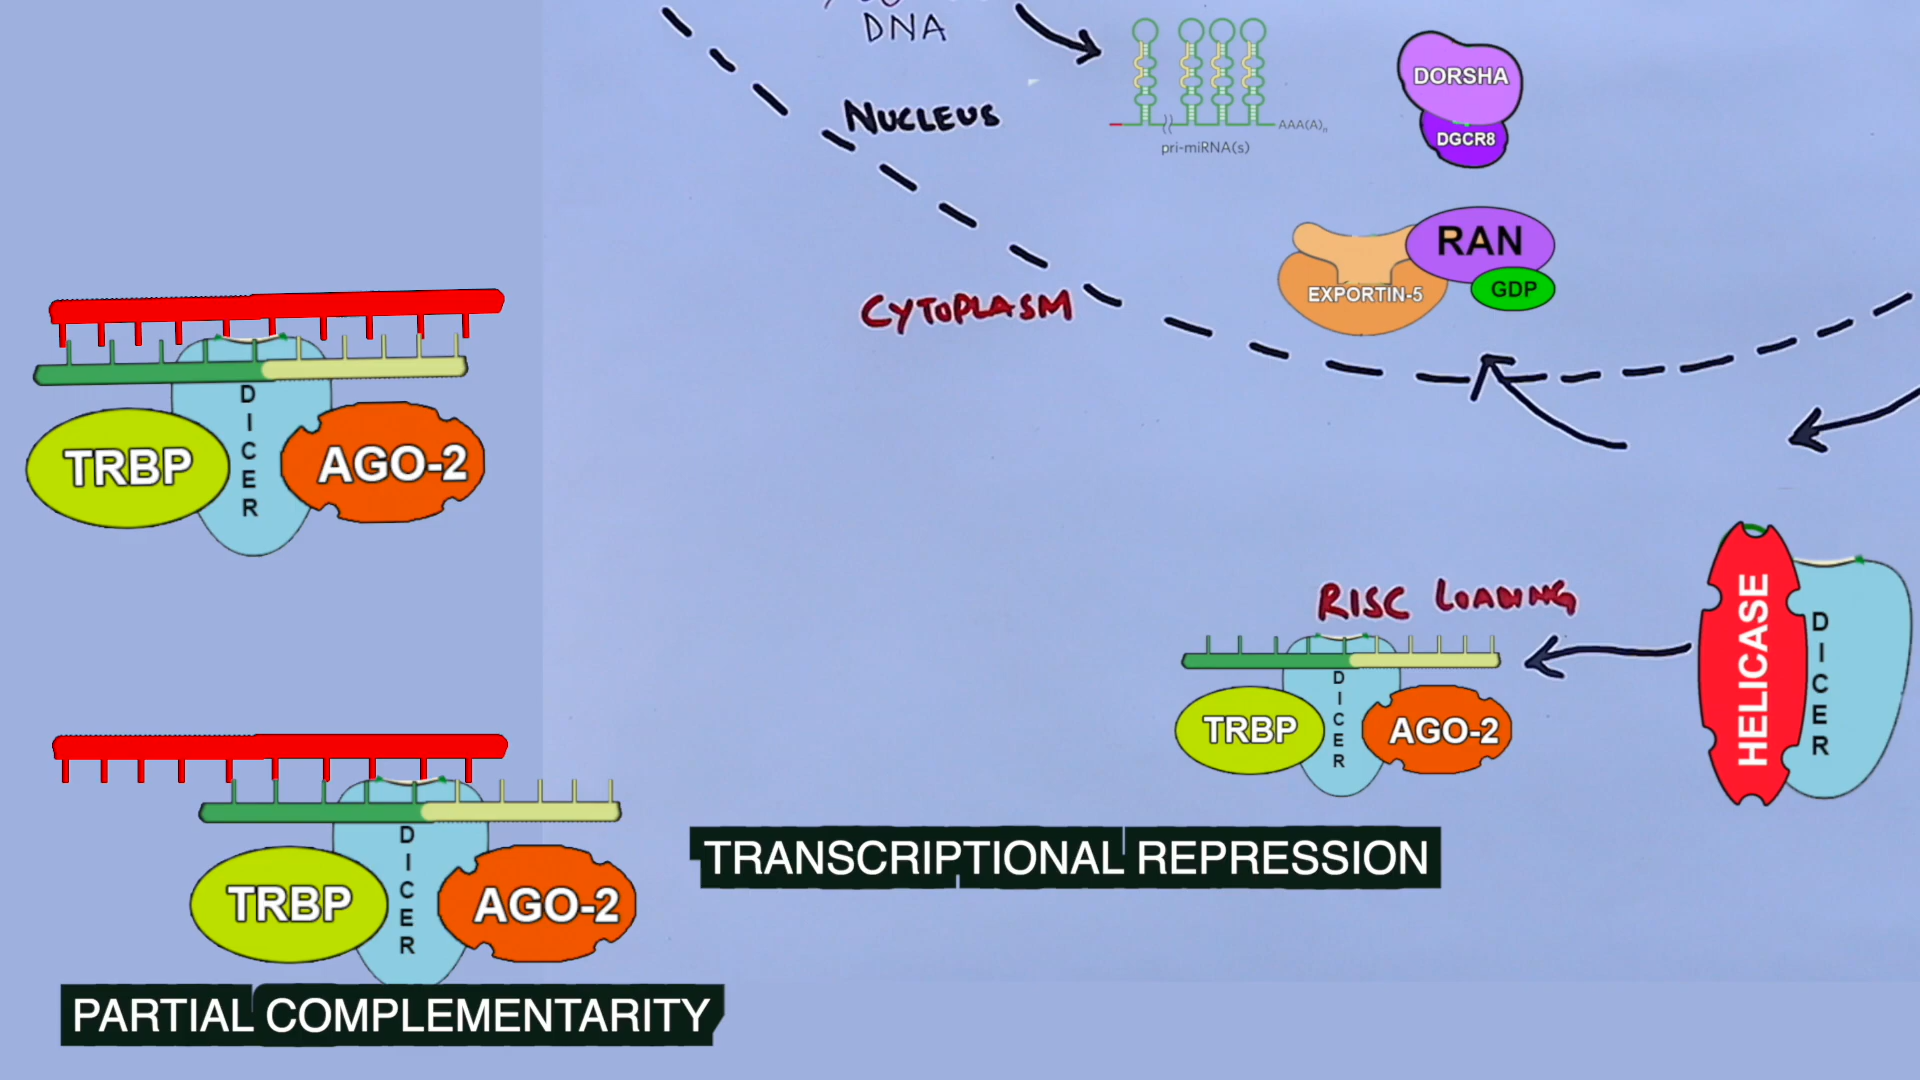 DNA
NUCLEUS
AAA(A)n
pri-miRNA(s)
DORSHA
DGCR8
RAN
GDP
EXPORTIN-5
CYTOPLASM
DICER
TRBP
AGO-2
RISC LOADING
HELICASE
DICER
DICER
TRBP
AGO-2
TRANSCRIPTIONAL REPRESSION
DICER
TRBP
AGO-2
PARTIAL COMPLEMENTARITY